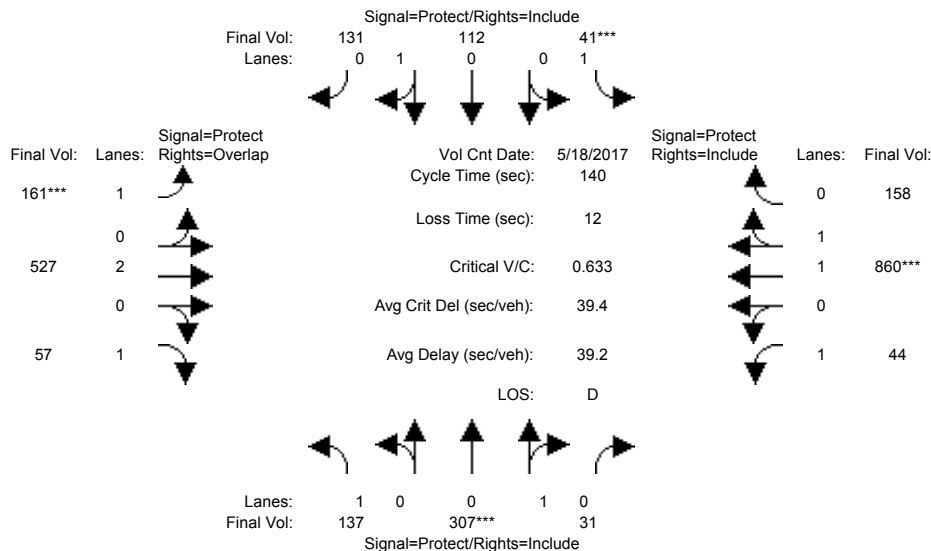 Signal=Protect/Rights=Include
Final Vol: 131 112 41***
Lanes: 0 1 0 0 1
Signal=Protect Signal=Protect
Final Vol: Lanes: Rights=Overlap Vol Cnt Date: 5/18/2017 Rights=Include Lanes: Final Vol:
Cycle Time (sec): 140
161*** 1 0 158
Loss Time (sec): 12
0 1
527 2 Critical V/C: 0.633 1 860***
0 Avg Crit Del (sec/veh): 39.4 0
57 1 Avg Delay (sec/veh): 39.2 1 44
LOS: D
Lanes: 1 0 0 1 0
Final Vol: 137 307*** 31
Signal=Protect/Rights=Include